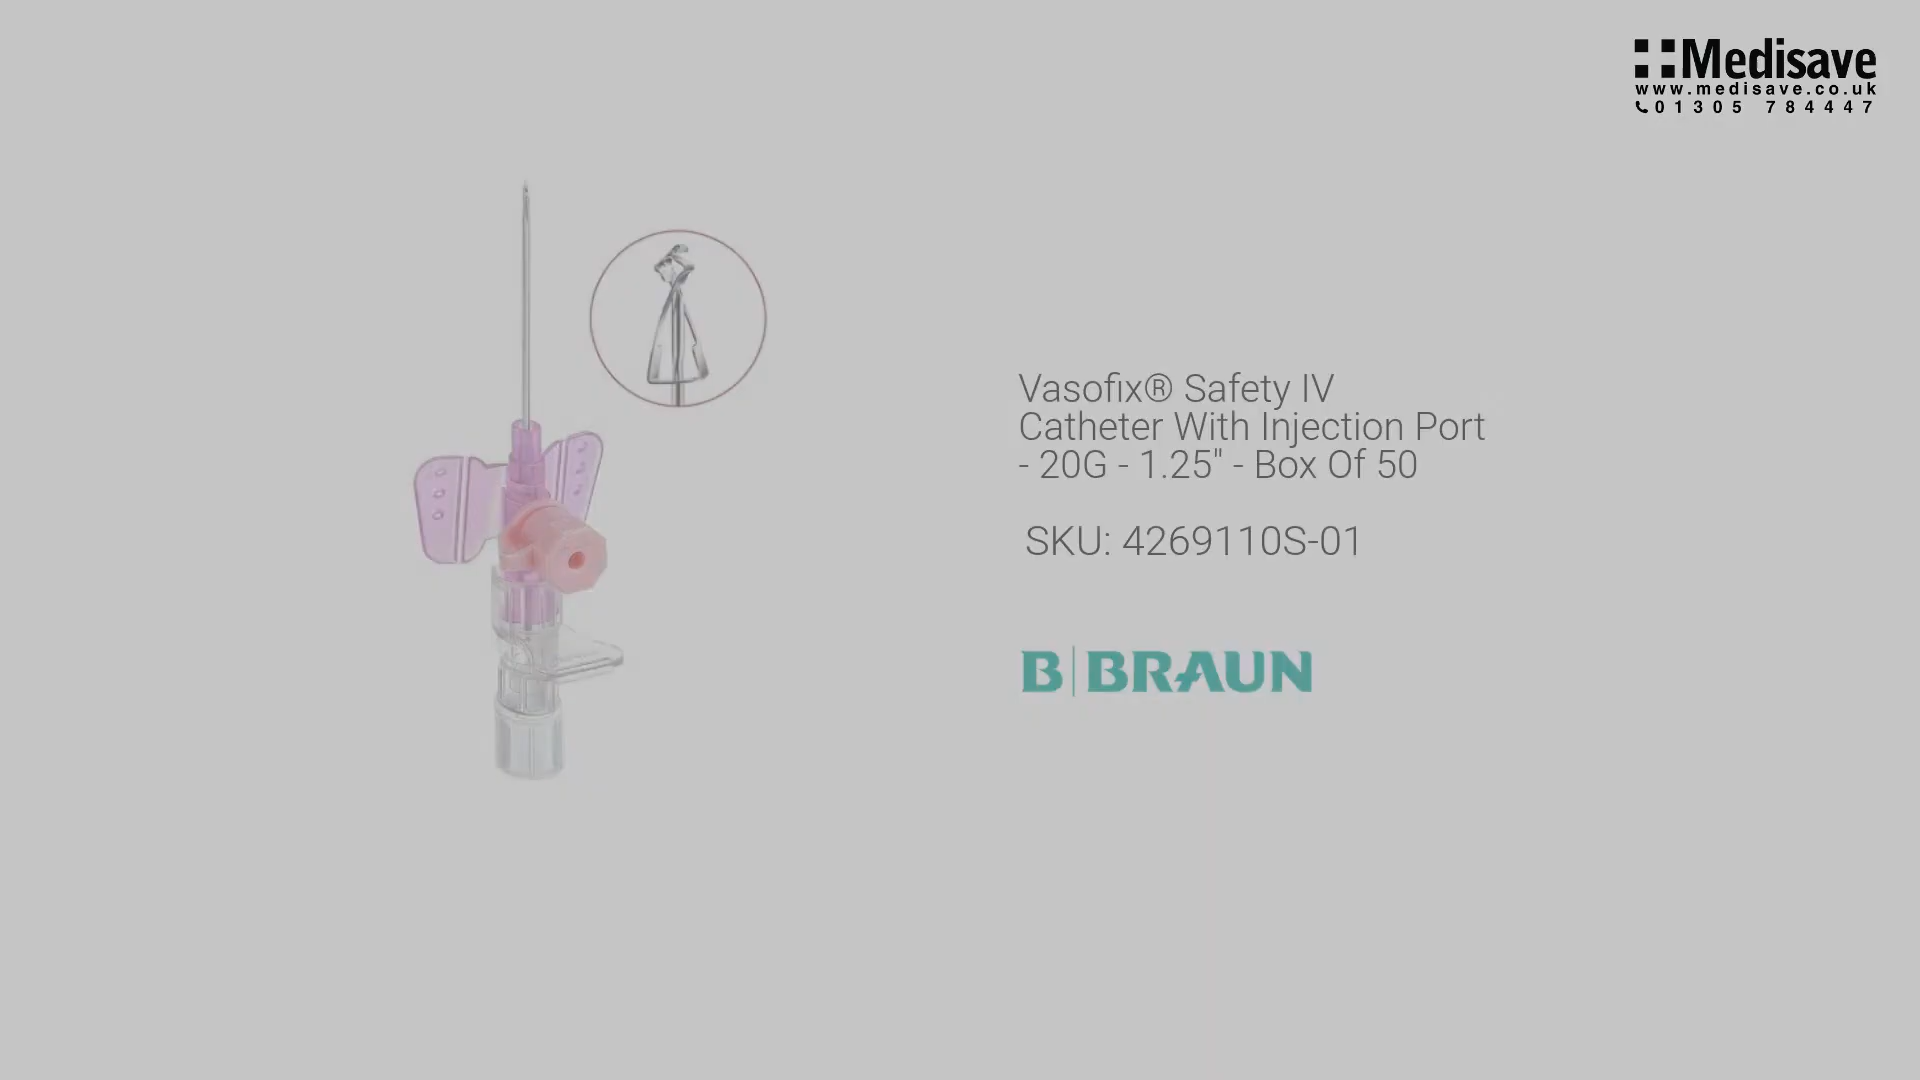 Medisave
www.medisave.co.uk
01305 784447
Vasofix® Safety IV
Catheter With Injection Port
- 20G - 1.25" - Box Of 50
SKU: 4269110S-01
B|BRAUN